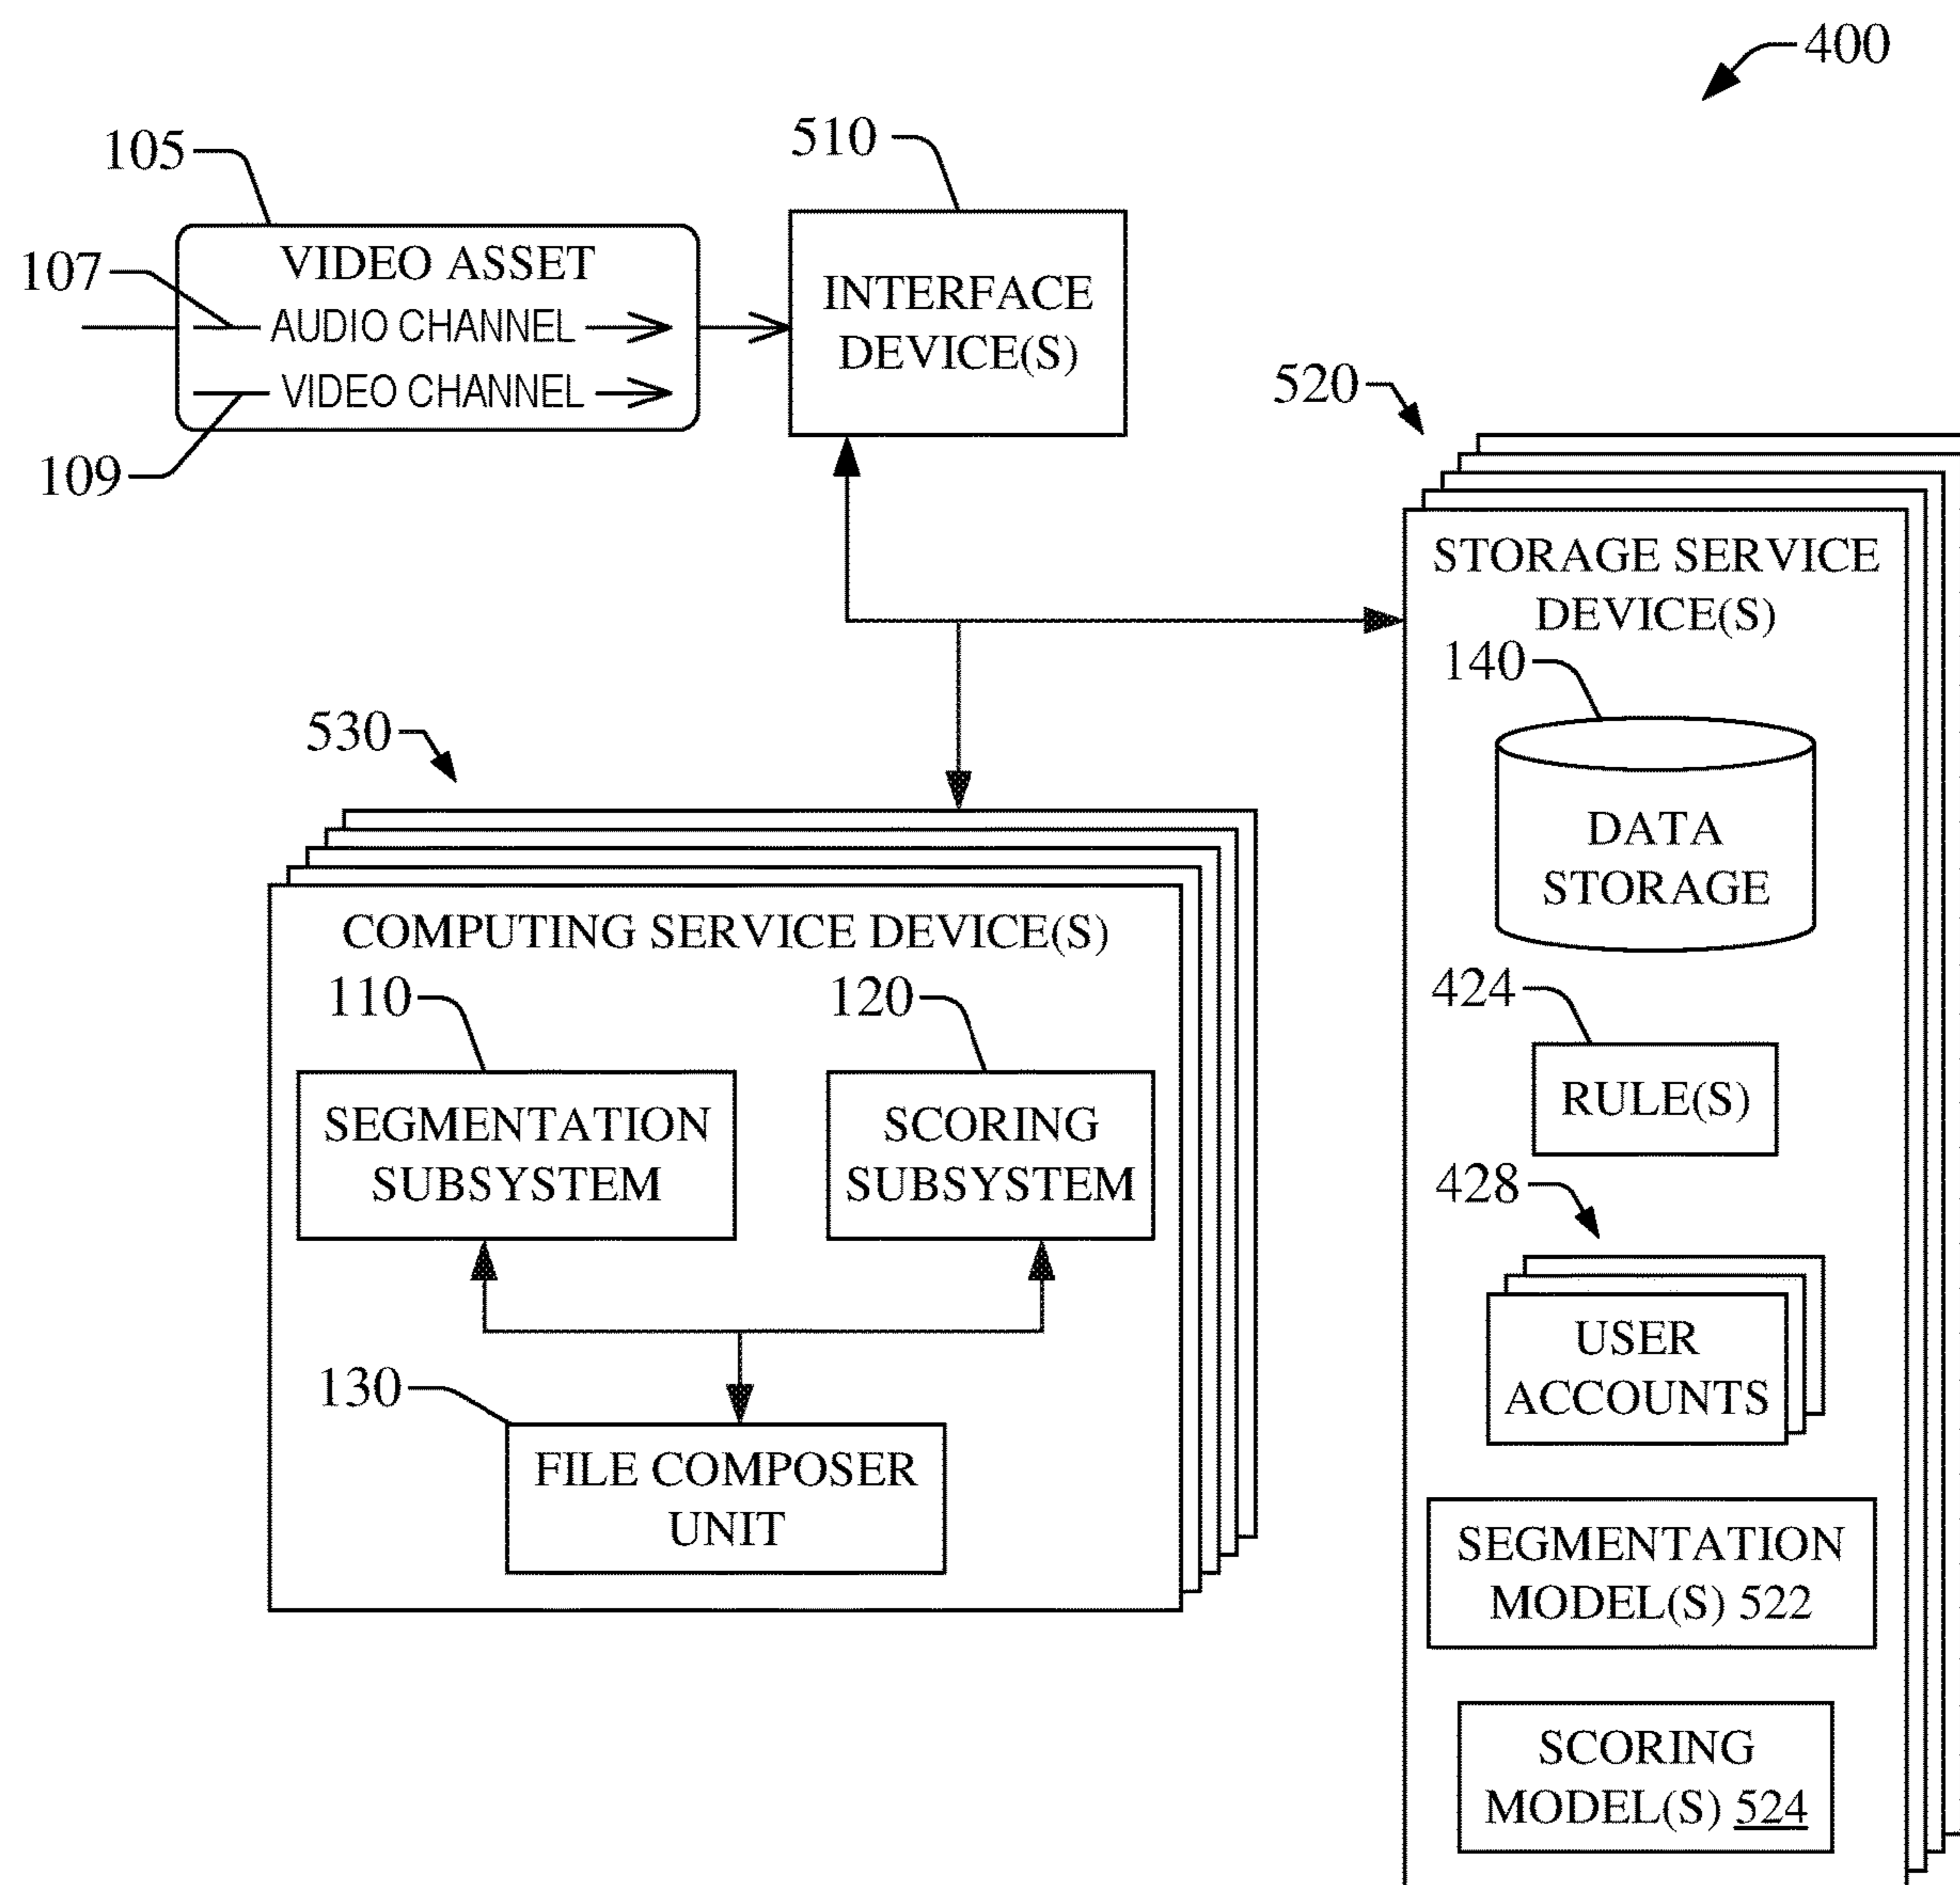 400
105
510
VIDEO ASSET
107
AUDIO CHANNEL
VIDEO CHANNEL
109
INTERFACE
DEVICE(S)
520
STORAGE SERVICE
DEVICE(S)
140
DATA
STORAGE
424
RULE(S)
428
USER
ACCOUNTS
SEGMENTATION
MODEL(S) 522
SCORING
MODEL(S) 524
530
COMPUTING SERVICE DEVICE(S)
110
120
SEGMENTATION
SUBSYSTEM
SCORING
SUBSYSTEM
130
FILE COMPOSER
UNIT